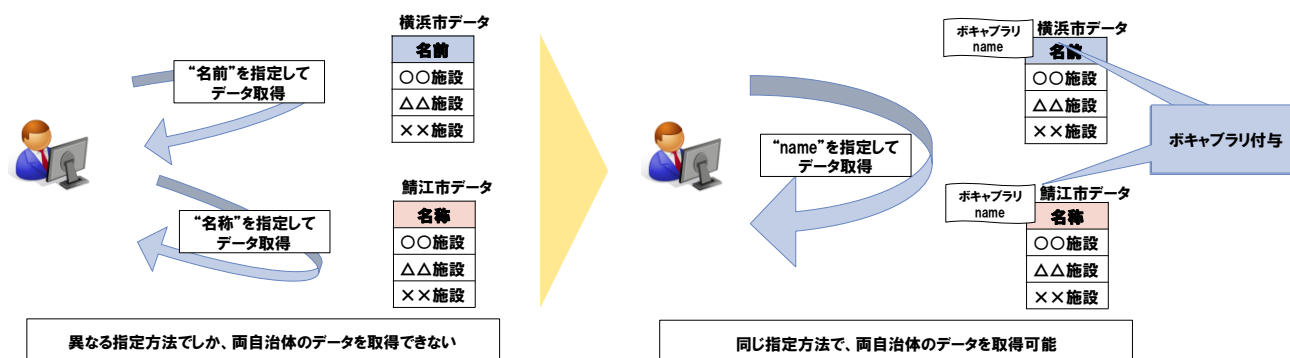 横浜市データ
名前
○○施設
△△施設
××施設
“名前”を指定して
データ取得
鯖江市データ
名称
○○施設
△△施設
××施設
“名称”を指定して
データ取得
異なる指定方法でしか、両自治体のデータを取得できない
ボキャブラリ
name
横浜市データ
名前
○○施設
△△施設
××施設
“name”を指定して
データ取得
ボキャブラリ付与
ボキャブラリ
name
鯖江市データ
名称
○○施設
△△施設
××施設
同じ指定方法で、両自治体のデータを取得可能